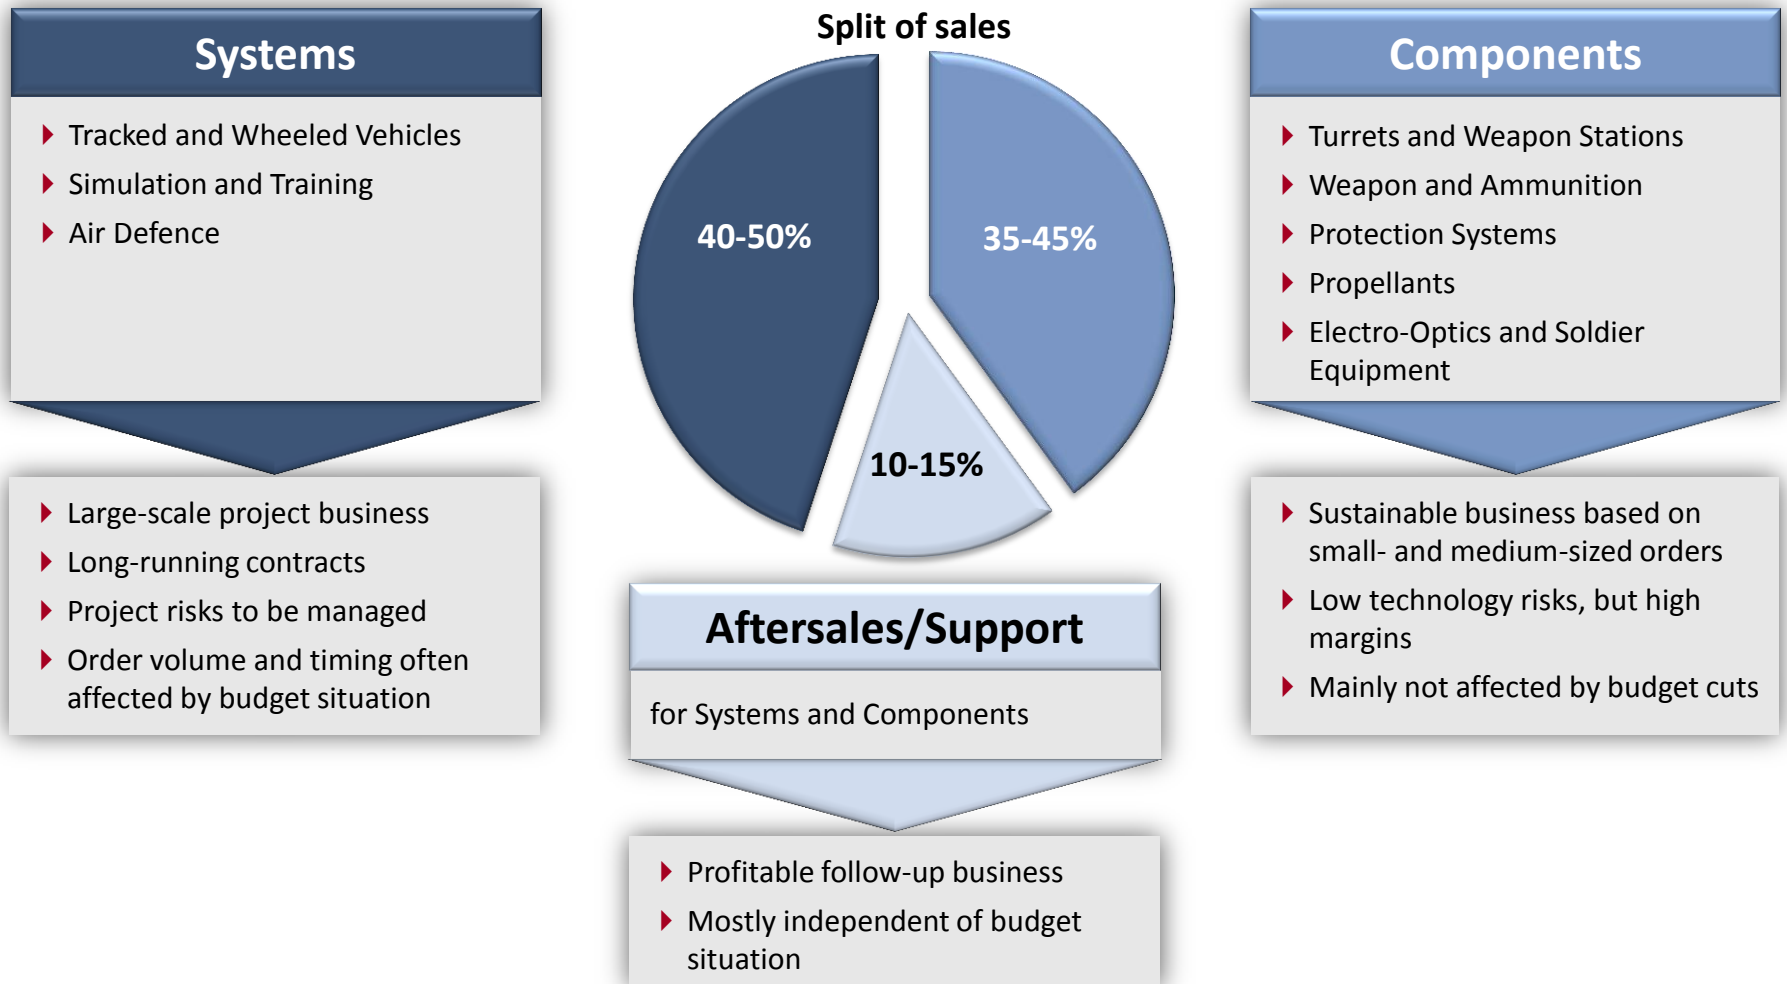 Split of sales
Systems
Tracked and Wheeled Vehicles
Simulation and Training
Air Defence
Large-scale project business
Long-running contracts
Project risks to be managed
Order volume and timing often
affected by budget situation
40-50%
35-45%
10-15%
Aftersales/Support
for Systems and Components
Profitable follow-up business
Mostly independent of budget
situation
Components
Turrets and Weapon Stations
Weapon and Ammunition
Protection Systems
Propellants
Electro-Optics and Soldier
Equipment
Sustainable business based on
small- and medium-sized orders
Low technology risks, but high
margins
Mainly not affected by budget cuts